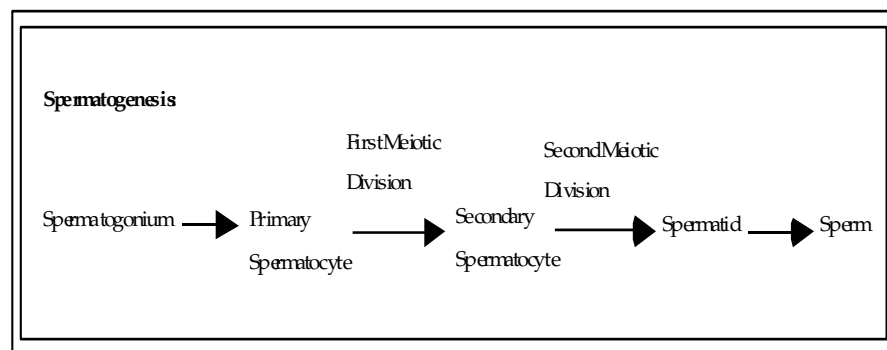 Spermatogenesis:
First Meiotic
Division
Second Meiotic
Division
Spermatogonium
Primary
Spermatocyte
Secondary
Spermatocyte
Spermatid
Sperm